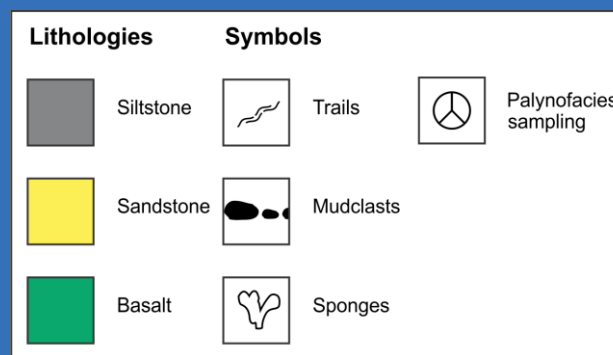 Lithologies Symbols
Siltstone Trails Palynofacies
sampling
Sandstone Mudclasts
Basalt Sponges